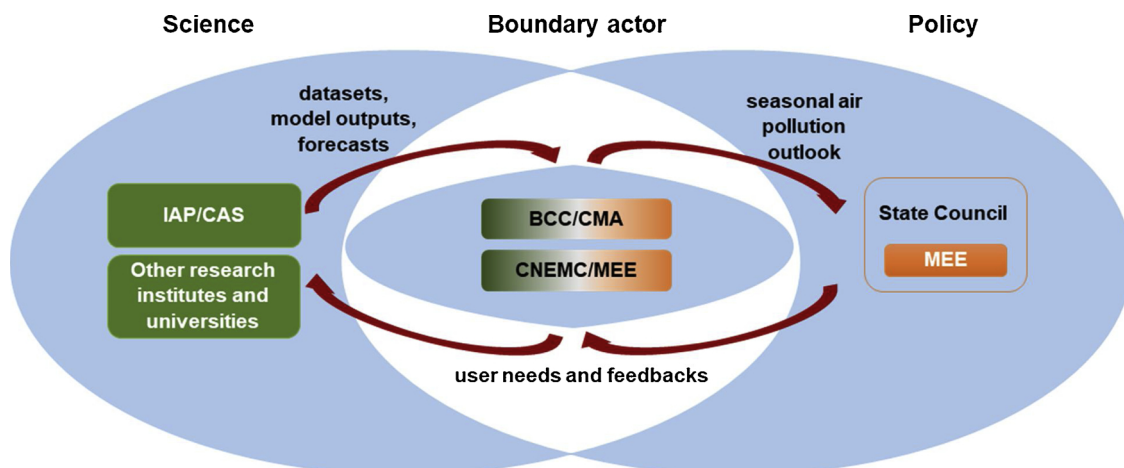 Science
Boundary actor
Policy
datasets,
model outputs,
forecasts
seasonal air
pollution
outlook
IAP/CAS
Other research
institutes and
universities
BCC/CMA
CNEMC/MEE
State Council
MEE
user needs and feedbacks